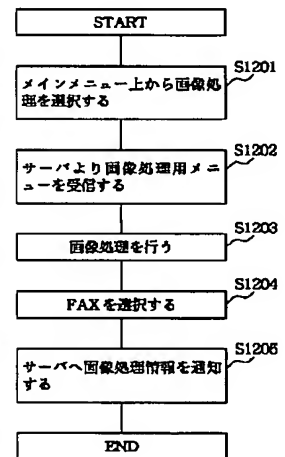 START
S1201
メインメニュー上から画像処
理を選択する
S1202
サーバより画像処理用メニ
ューを受信する
S1203
画像処理を行う
S1204
FAXを選択する
S1205
サーバへ画像処理情報を通知
する
END